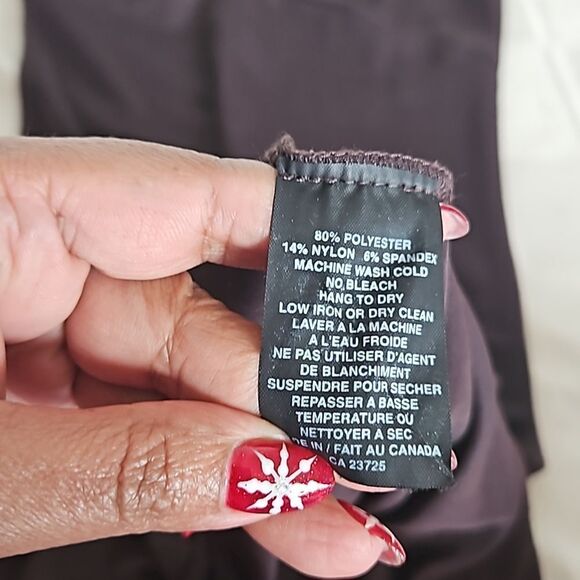 80% POLYESTER
14% NYLON 6% SPANDEX
MACHINE WASH COLD
NO BLEACH
HANG TO DRY
LOW IRON OR DRY CLEAN
LAVER A LA MACHINE
A L'EAU FROIDE
NE PAS UTILISER D'AGENT
DE BLANCHIMENT
SUSPENDRE POUR SECHER
REPASSER A BASSE
TEMPERATURE OU
NETTOYER A SEC
IN / FAIT AU CANADA
CA 23725